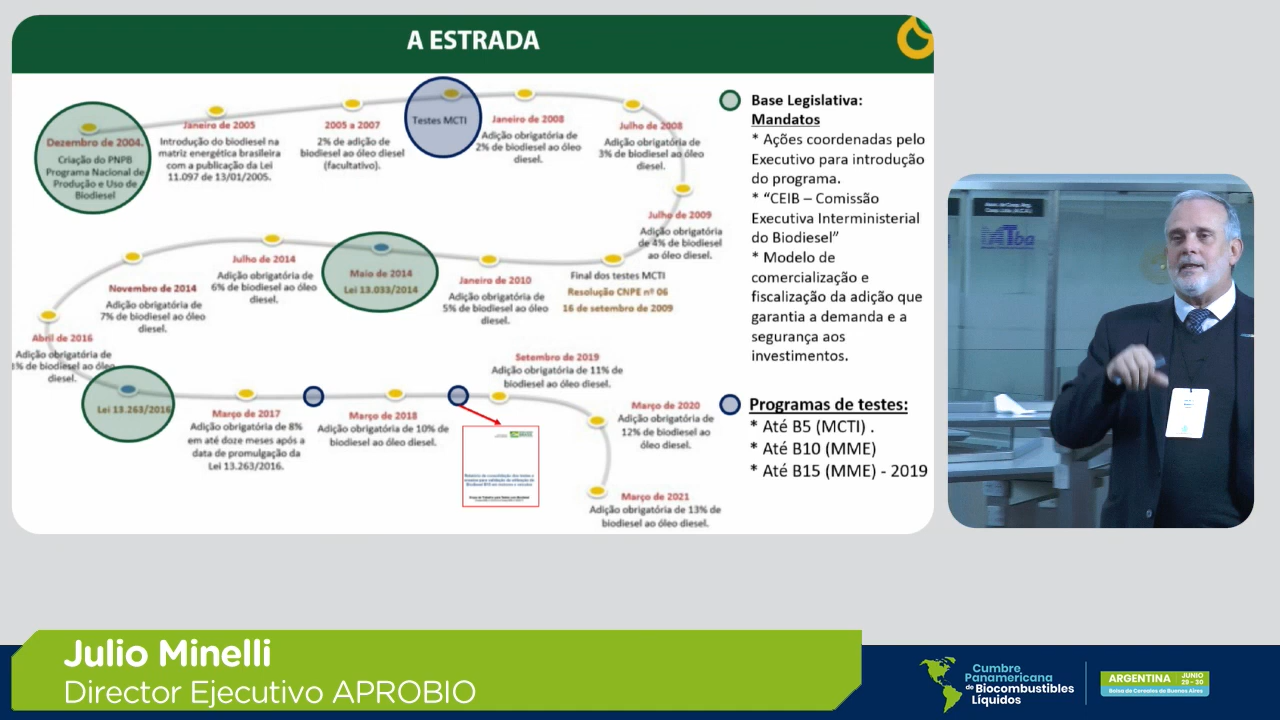 A ESTRADA
Dezembro de 2004.
Criação do PNPB
Programa Nacional de
Produção e Uso de
Biodiesel
Janeiro de 2005
Introdução do biodiesel na
matriz energética brasileira
com a publicação da Lei
11.097 de 13/01/2005.
2005 a 2007
2% de adição de
biodiesel ao óleo diesel
(facultativo).
Testes MCTI
Janeiro de 2008
Adição obrigatória de
2% de biodiesel ao óleo
diesel.
Julho de 2008
Adição obrigatória de
3% de biodiesel ao óleo
diesel.
Julho de 2009
Adição obrigatória
de 4% de biodiesel
ao óleo diesel.
Final dos testes MCTI
Resolução CNPE nº 06
16 de setembro de 2009
Janeiro de 2010
Adição obrigatória de
5% de biodiesel ao óleo
diesel.
Maio de 2014
Lei 13.033/2014
Julho de 2014
Adição obrigatória de
6% de biodiesel ao óleo
diesel.
Novembro de 2014
Adição obrigatória de
7% de biodiesel ao óleo
diesel.
Abril de 2016
Adição obrigatória de
% de biodiesel ao óleo
diesel.
Lei 13.263/2016
Março de 2017
Adição obrigatória de 8%
em até doze meses após a
data de promulgação da
Lei 13.263/2016.
Março de 2018
Adição obrigatória de 10% de
biodiesel ao óleo diesel.
Setembro de 2019
Adição obrigatória de 11% de
biodiesel ao óleo diesel.
Março de 2020
Adição obrigatória de
12% de biodiesel ao
óleo diesel.
Março de 2021
Adição obrigatória de 13% de
biodiesel ao óleo diesel.
Base Legislativa:
Mandatos
* Ações coordenadas pelo
Executivo para introdução
do programa.
* “CEIB – Comissão
Executiva Interministerial
do Biodiesel”
* Modelo de
comercialização e
fiscalização da adição que
garantia a demanda e a
segurança aos
investimentos.
Programas de testes:
* Até B5 (MCTI) .
* Até B10 (MME)
* Até B15 (MME) - 2019
Julio Minelli
Director Ejecutivo APROBIO
Cumbre
Panamericana
de Biocombustibles
Líquidos
ARGENTINA
JUNIO
29 - 30
Bolsa de Cereales de Buenos Aires